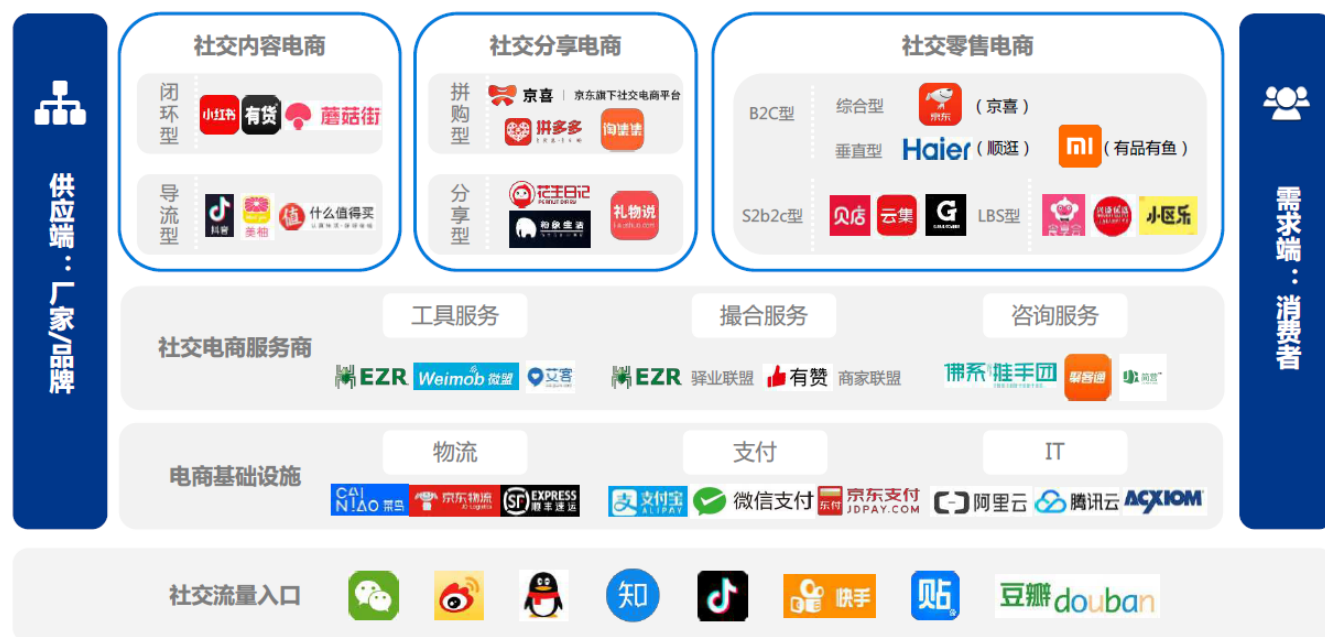 供应端：厂家/品牌
社交内容电商
闭环型
小红书
有货
蘑菇街
导流型
抖音
美柚
值
什么值得买
社交分享电商
拼购型
京喜 | 京东旗下社交电商平台
拼多多
淘集集
分享型
花生日记
粉象生活
礼物说
社交零售电商
B2C型
综合型
京东
(京喜)
垂直型
Haier (顺逛)
mi
(有品有鱼)
S2b2c型
贝店
云集
G
LBS型
食享会
兴盛优选
小区乐
需求端：消费者
社交电商服务商
工具服务
EZR
Weimob 微盟
艾客
撮合服务
EZR 驿业联盟
有赞 商家联盟
咨询服务
佛系推手团
聚客通
电商基础设施
物流
CAINIAO 菜鸟
京东物流
JD Logistics
SF EXPRESS
顺丰速运
支付
支付宝
ALIPAY
微信支付
京东支付
JDPAY.COM
IT
阿里云
腾讯云
ACXIOM
社交流量入口
知
快手
贴
豆瓣douban